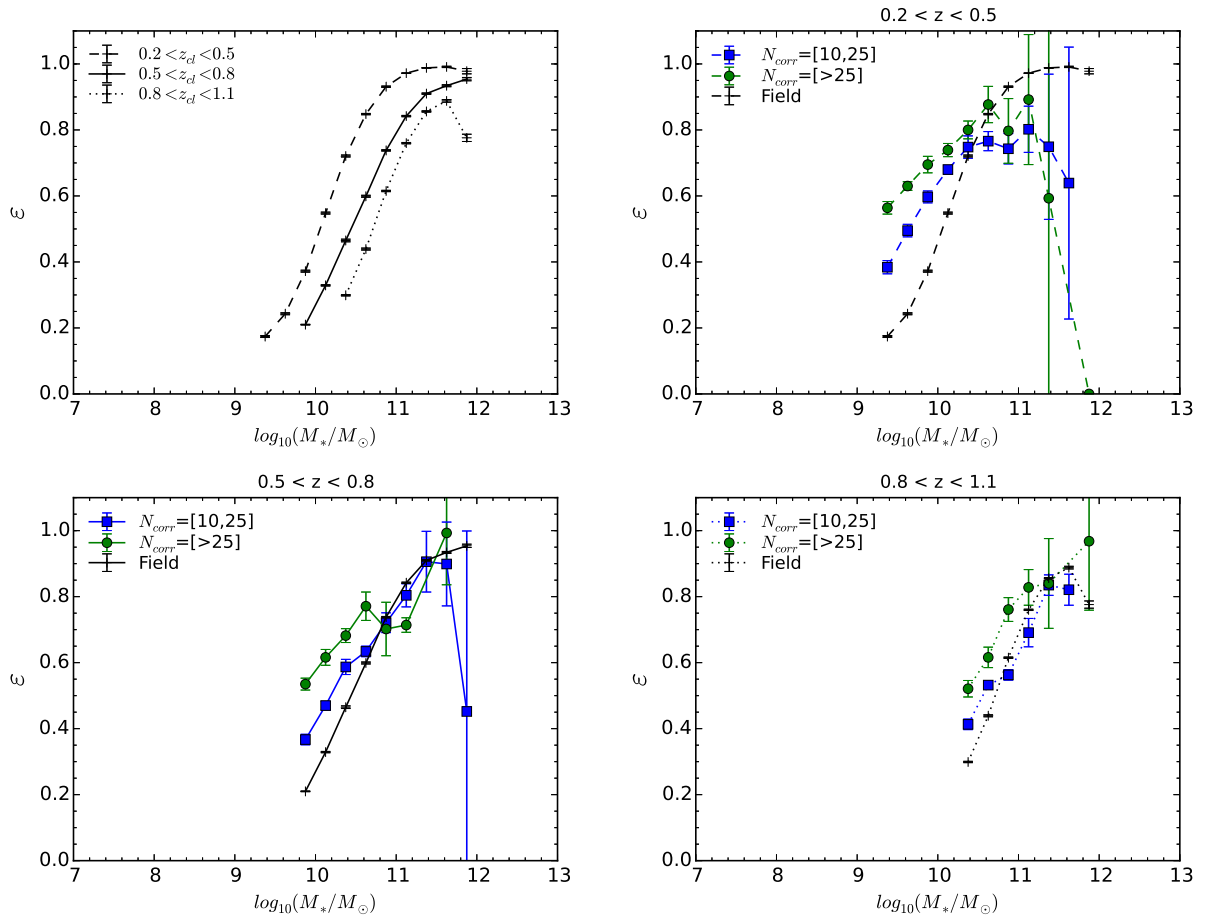 0.2 < z_cl < 0.5
0.5 < z_cl < 0.8
0.8 < z_cl < 1.1
1.0
0.8
0.6
0.4
0.2
0.0
ε
7 8 9 10 11 12 13
log10(M*/M⊙)
0.2 < z < 0.5
N_corr=[10,25]
N_corr=[>25]
Field
1.0
0.8
0.6
0.4
0.2
0.0
ε
7 8 9 10 11 12 13
log10(M*/M⊙)
0.5 < z < 0.8
N_corr=[10,25]
N_corr=[>25]
Field
1.0
0.8
0.6
0.4
0.2
0.0
ε
7 8 9 10 11 12 13
log10(M*/M⊙)
0.8 < z < 1.1
N_corr=[10,25]
N_corr=[>25]
Field
1.0
0.8
0.6
0.4
0.2
0.0
ε
7 8 9 10 11 12 13
log10(M*/M⊙)